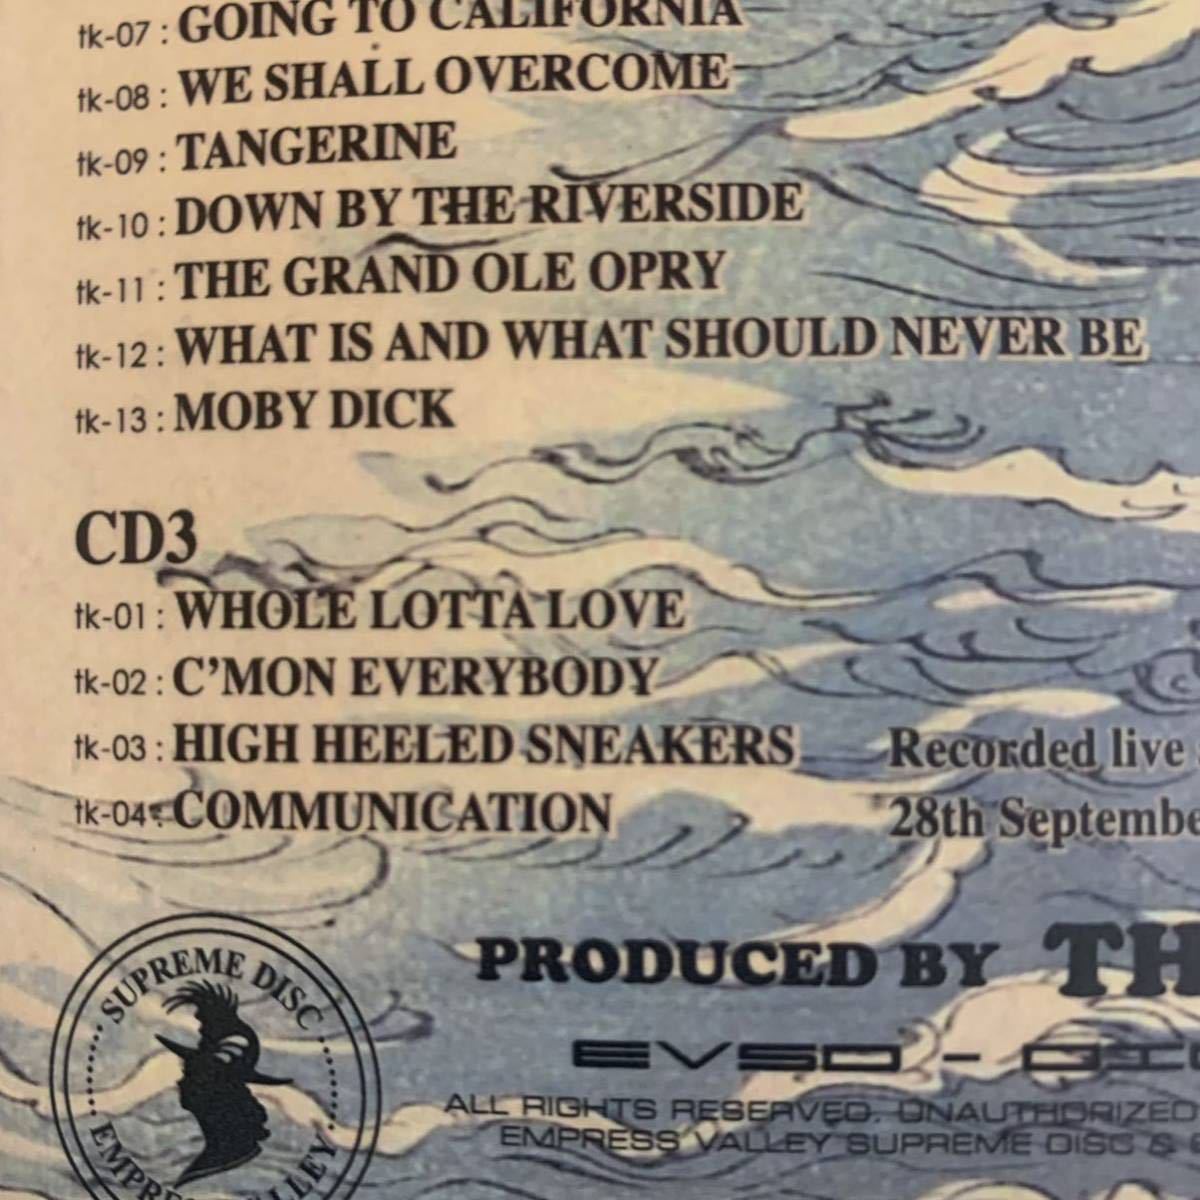 tk-07 : GOING TO CALIFORNIA
tk-08 : WE SHALL OVERCOME
tk-09 : TANGERINE
tk-10 : DOWN BY THE RIVERSIDE
tk-11 : THE GRAND OLE OPRY
tk-12 : WHAT IS AND WHAT SHOULD NEVER BE
tk-13 : MOBY DICK
CD3
tk-01 : WHOLE LOTTA LOVE
tk-02 : C’MON EVERYBODY
tk-03 : HIGH HEELED SNEAKERS
tk-04 : COMMUNICATION
Recorded live
28th Septembe
PRODUCED BY TH
EVSD -
ALL RIGHTS RESERVED. UNAUTHORIZED
EMPRESS VALLEY SUPREME DISC &
SUPREME DISC
EMPRESS VALLEY